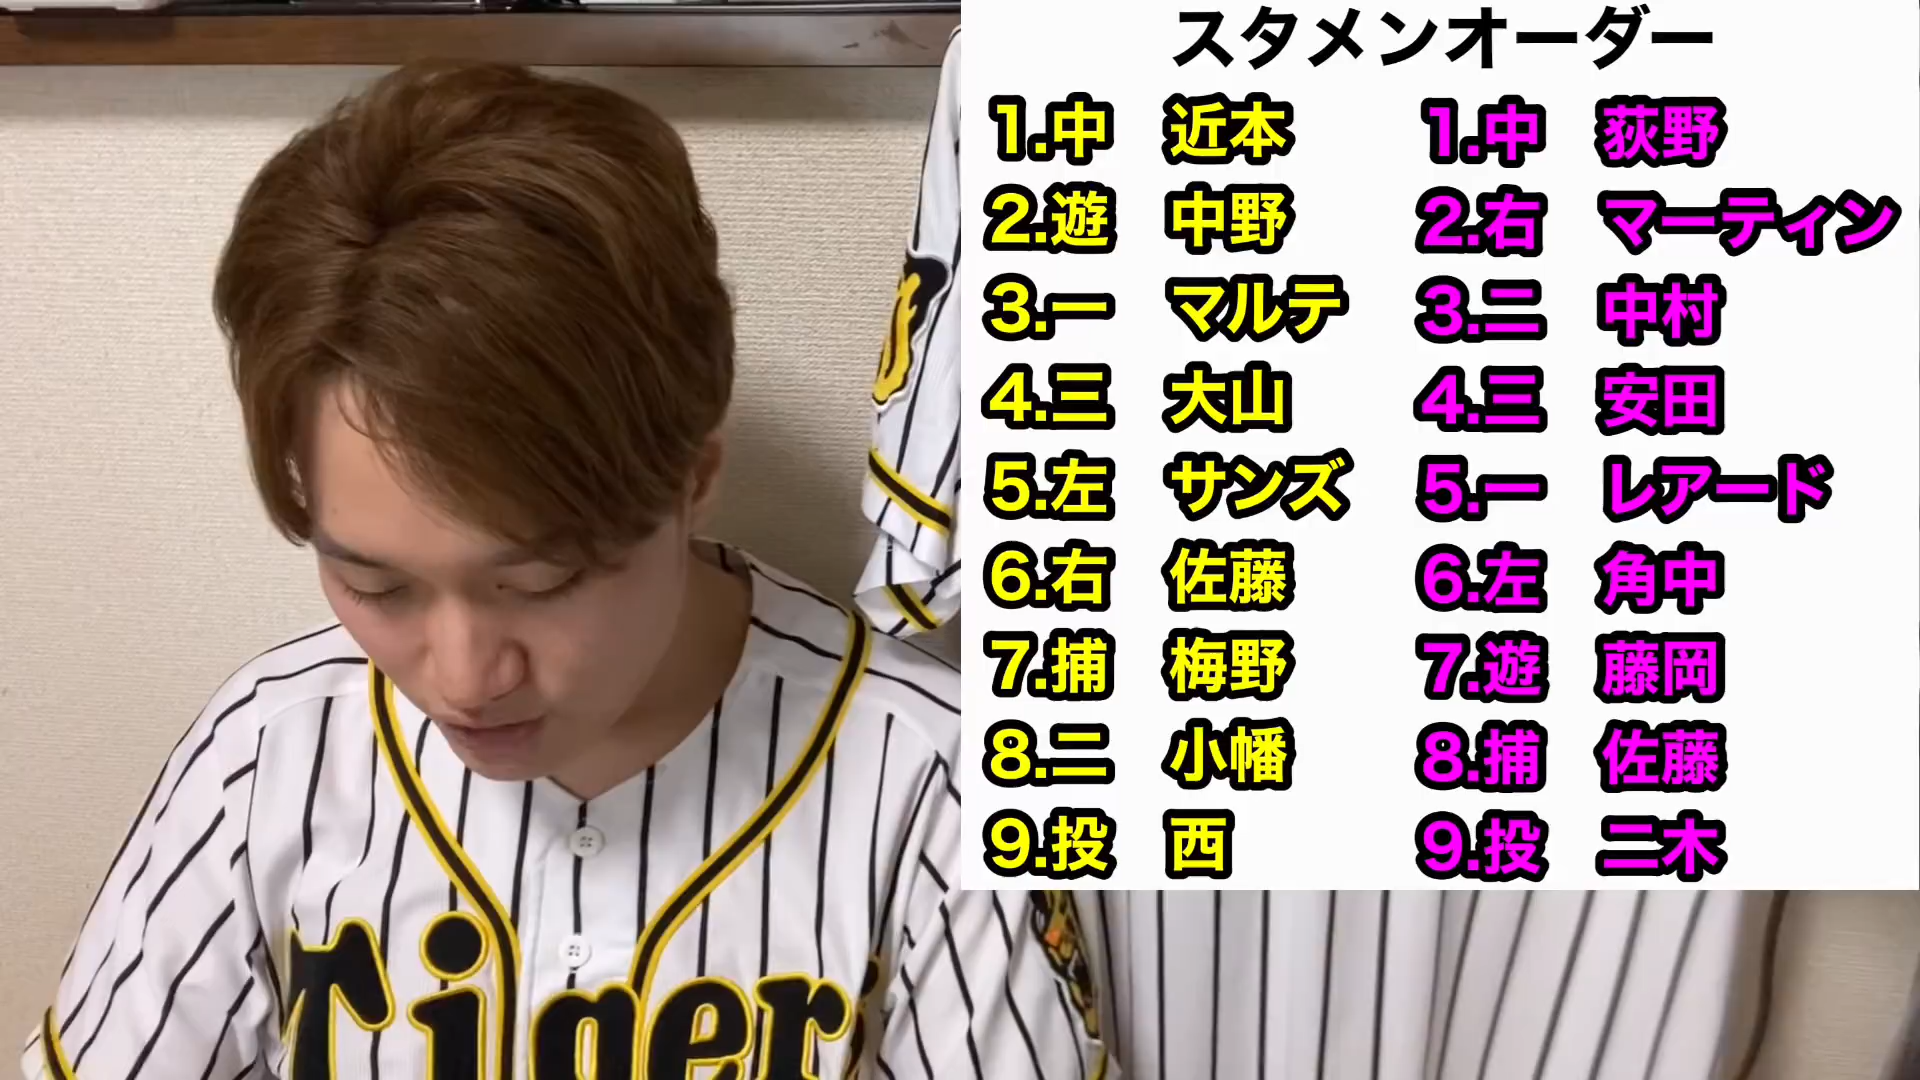 スタメンオーダー
1.中 近本 1.中 荻野
2.遊 中野 2.右 マーティン
3.一 マルテ 3.二 中村
4.三 大山 4.三 安田
5.左 サンズ 5.一 レアード
6.右 佐藤 6.左 角中
7.捕 梅野 7.遊 藤岡
8.二 小幡 8.捕 佐藤
9.投 西 9.投 二木
Tiger